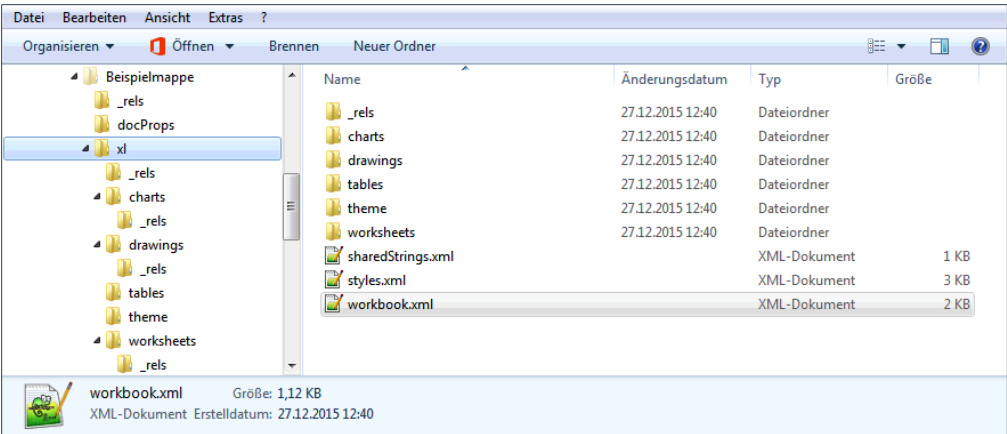 Datei Bearbeiten Ansicht Extras ?
Organisieren Öffnen Brennen Neuer Ordner
Beispielmappe
_rels
docProps
xl
_rels
charts
_rels
drawings
_rels
tables
theme
worksheets
_rels
Name Änderungsdatum Typ Größe
_rels 27.12.2015 12:40 Dateiordner
charts 27.12.2015 12:40 Dateiordner
drawings 27.12.2015 12:40 Dateiordner
tables 27.12.2015 12:40 Dateiordner
theme 27.12.2015 12:40 Dateiordner
worksheets 27.12.2015 12:40 Dateiordner
sharedStrings.xml XML-Dokument 1 KB
styles.xml XML-Dokument 3 KB
workbook.xml XML-Dokument 2 KB
workbook.xml Größe: 1,12 KB
XML-Dokument Erstelldatum: 27.12.2015 12:40